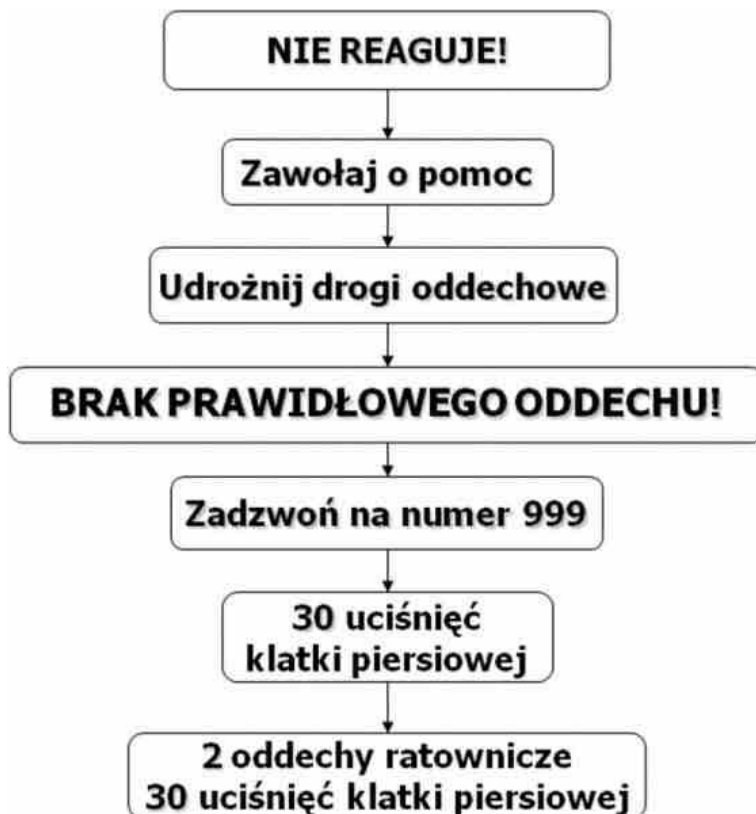 NIE REAGUJE!
Zawołaj o pomoc
Udrożnij drogi oddechowe
BRAK PRAWIDŁOWEGO ODDECHU!
Zadzwoń na numer 999
30 uciśnięć
klatki piersiowej
2 oddechy ratownicze
30 uciśnięć klatki piersiowej